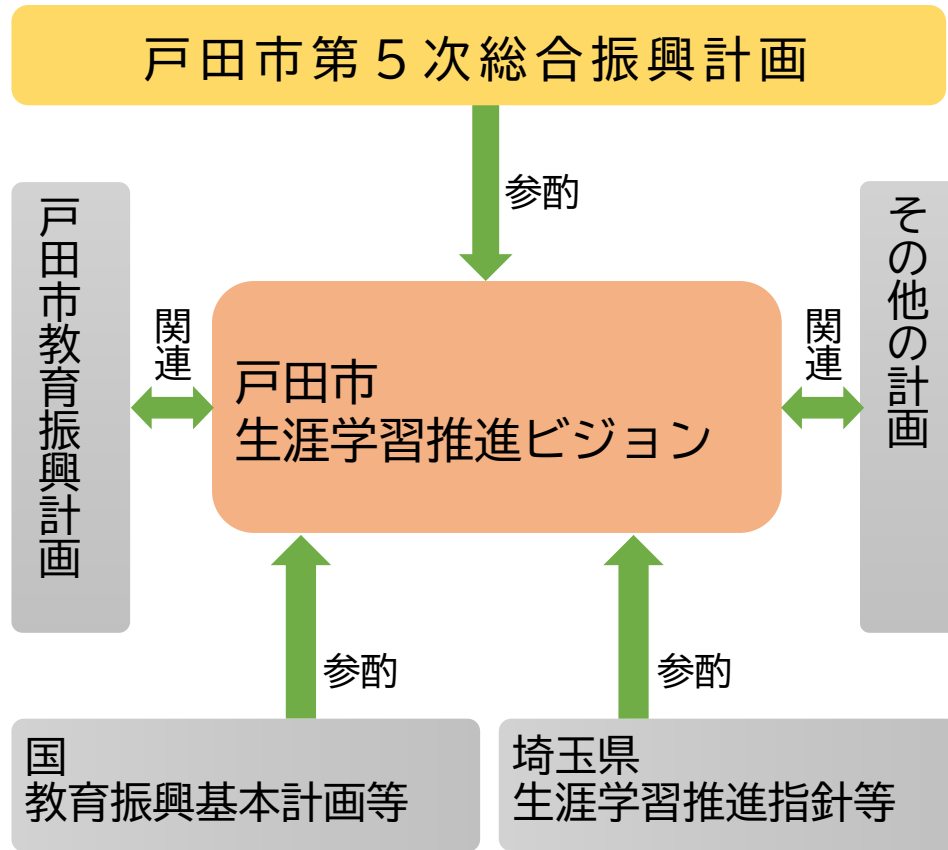 戸田市第５次総合振興計画
参酌
戸田市教育振興計画
関連
戸田市
生涯学習推進ビジョン
関連
その他の計画
参酌
参酌
国
教育振興基本計画等
埼玉県
生涯学習推進指針等